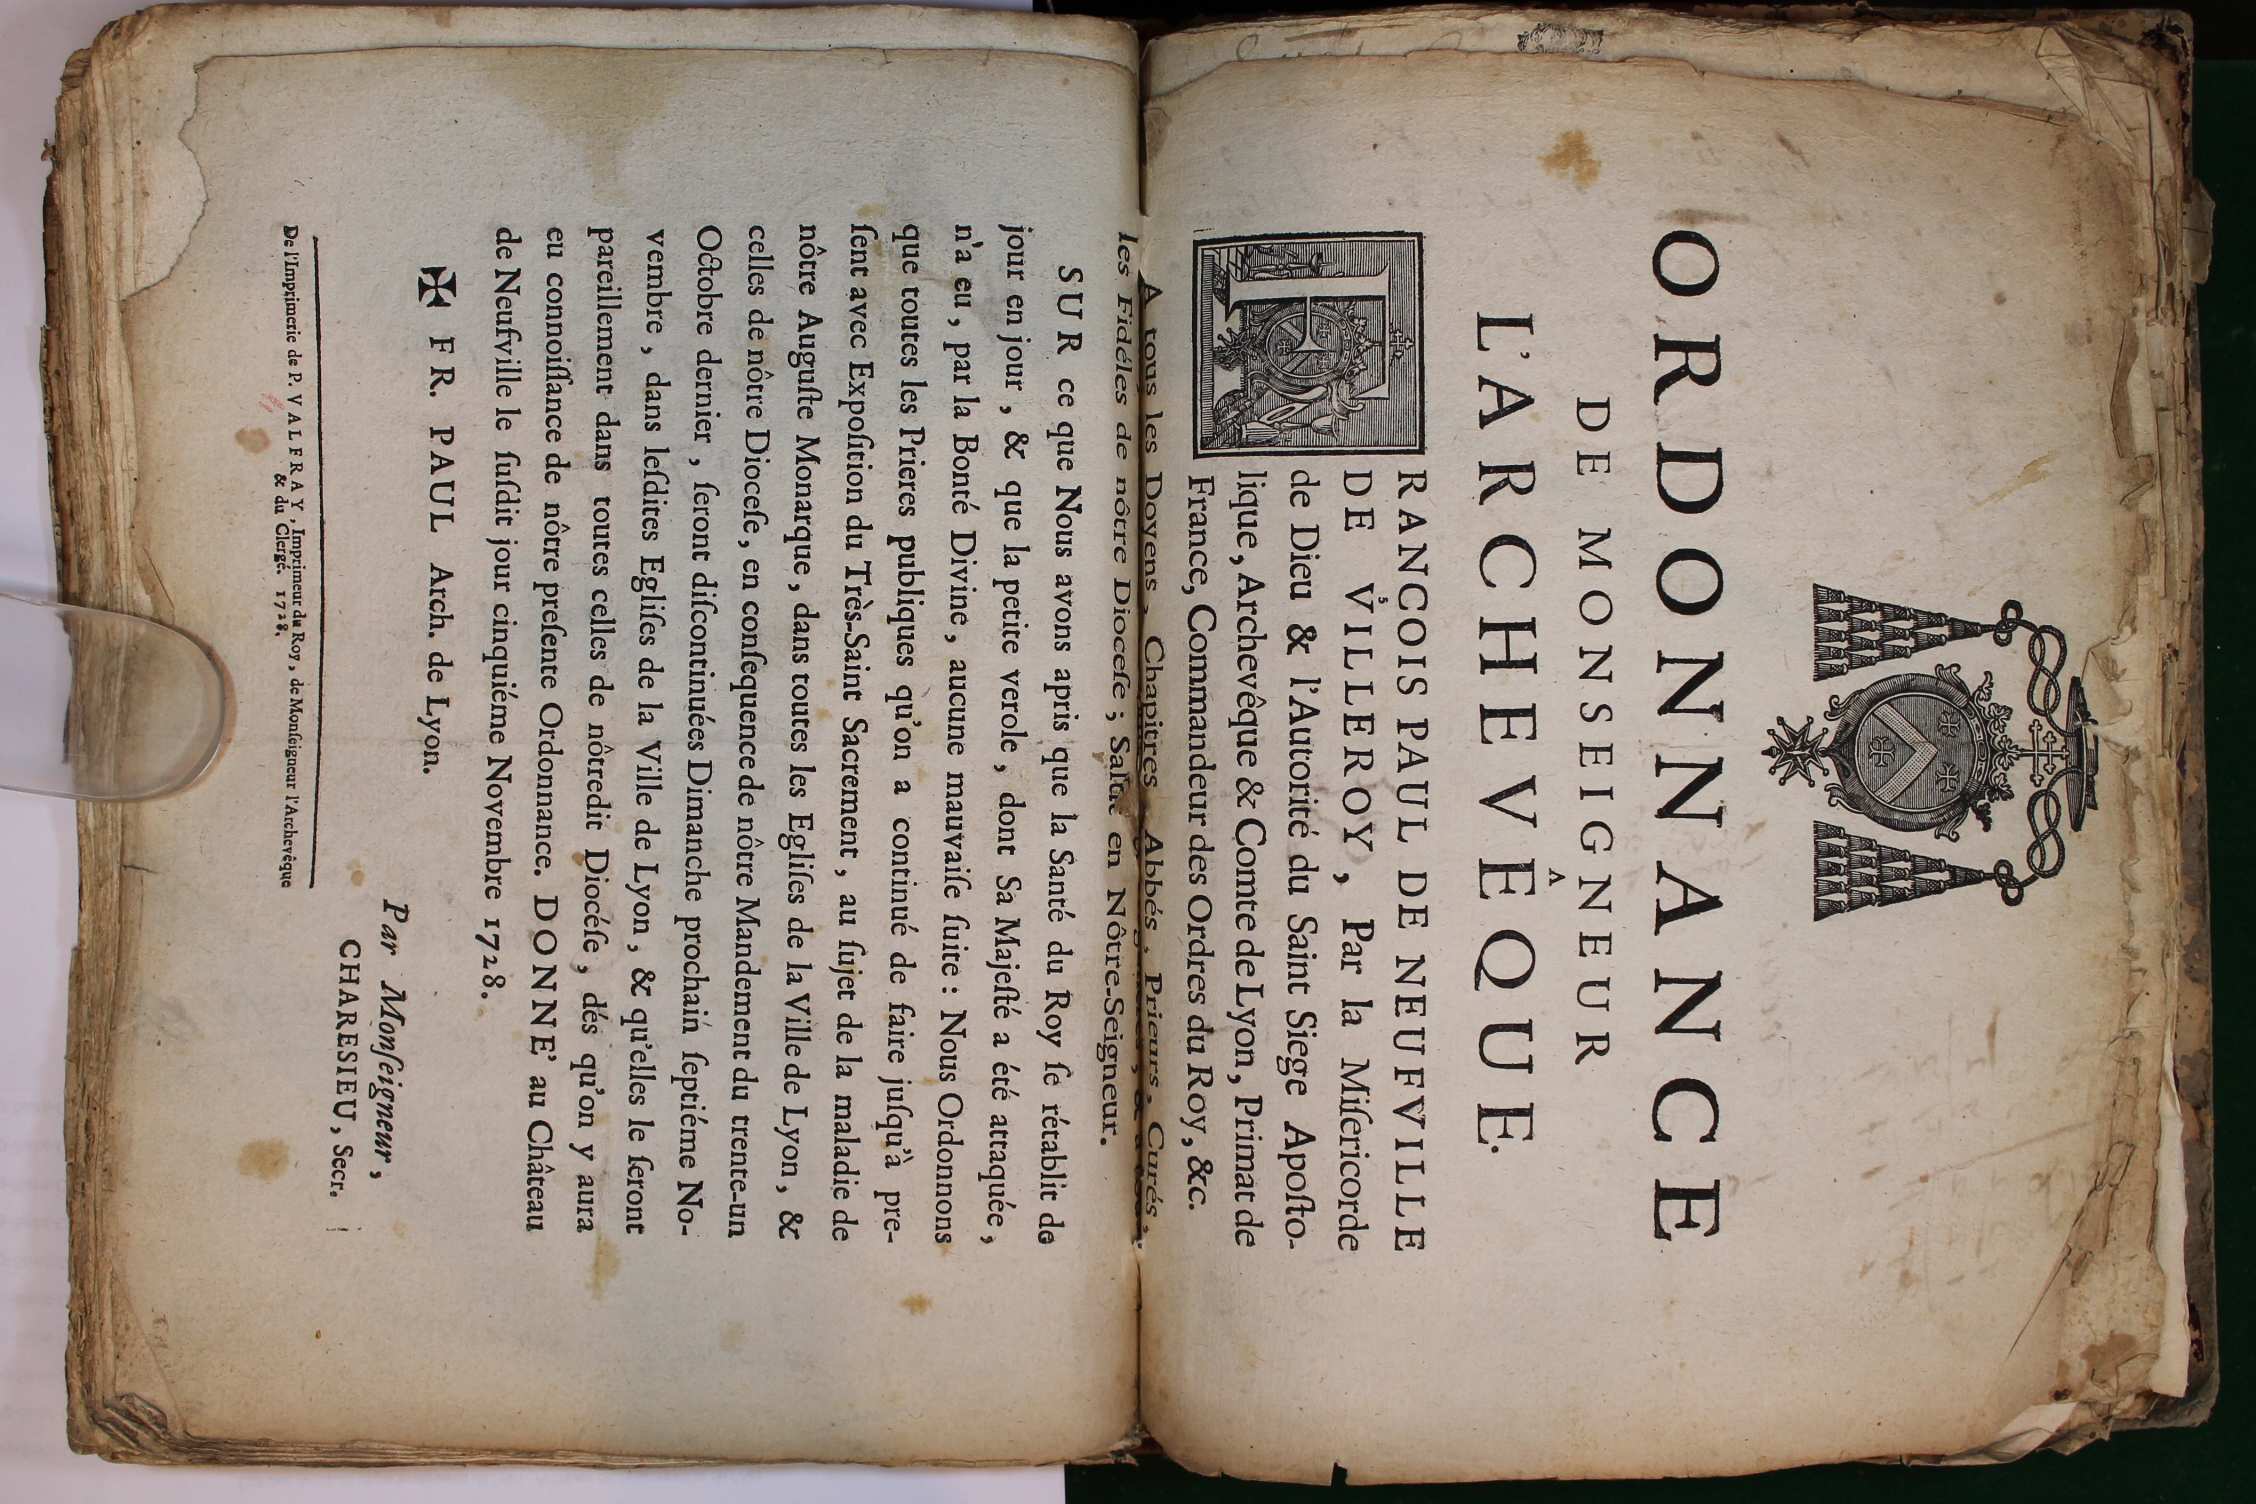 ORDONNANCE
DE MONSEIGNEUR
L'ARCHEVÊQUE.
FRANÇOIS PAUL DE NEUFVILLE
DE VILLEROY, Par la Miſericorde
de Dieu & l'Autorité du Saint Siege Apoſto-
lique, Archevêque & Comte de Lyon, Primat de
France, Commandeur des Ordres du Roy, &c.
A tous les Doyens, Chapitres, Abbés, Prieurs, Curés,
les Fidéles de nôtre Dioceſe; Salut en Nôtre-Seigneur.
SUR ce que Nous avons apris que la Santé du Roy ſe rétablit de
jour en jour, & que la petite verole, dont Sa Majeſté a été attaquée,
n'a eu, par la Bonté Divine, aucune mauvaiſe ſuite: Nous Ordonnons
que toutes les Prieres publiques qu'on a continué de faire juſqu'à pre-
ſent avec Expoſition du Très-Saint Sacrement, au ſujet de la maladie de
nôtre Auguſte Monarque, dans toutes les Egliſes de la Ville de Lyon, &
celles de nôtre Dioceſe, en conſequence de nôtre Mandement du trente-un
Octobre dernier, ſeront diſcontinuées Dimanche prochain ſeptiéme No-
vembre, dans leſdites Egliſes de la Ville de Lyon, & qu'elles le ſeront
pareillement dans toutes celles de nôtredit Diocéſe, dés qu'on y aura
eu connoiſſance de nôtre preſente Ordonnance. DONNE' au Château
de Neufville le ſuſdit jour cinquiéme Novembre 1728.
✠ FR. PAUL Arch. de Lyon.
Par Monſeigneur,
CHARESIEU, Secr.
De l'Imprimerie de P. VALFRAY, Imprimeur du Roy, de Monſeigneur l'Archevêque
& du Clergé. 1728.